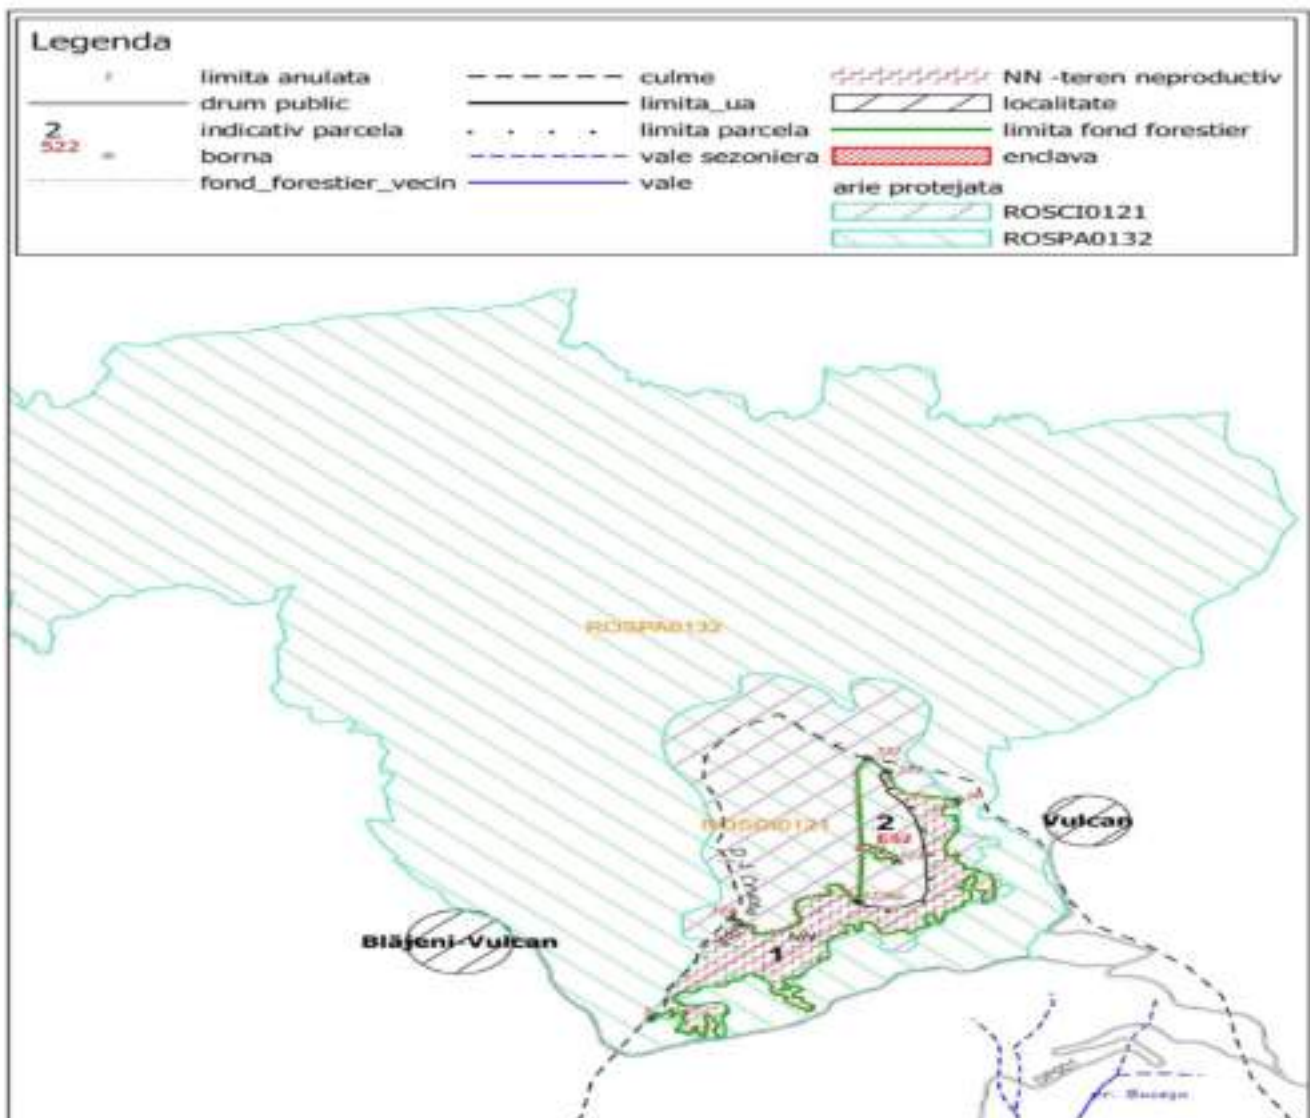 Legenda
limita anulata
drum public
2
522
indicativ parcela
borna
fond_forestier_vecin
culme
limita_ua
limita parcela
vale sezoniera
vale
NN -teren neproductiv
localitate
limita fond forestier
enclava
arie protejata
ROSCI0121
ROSPA0132
ROSPA0132
ROSCI0121
2
Vulcan
Blăjeni-Vulcan
1